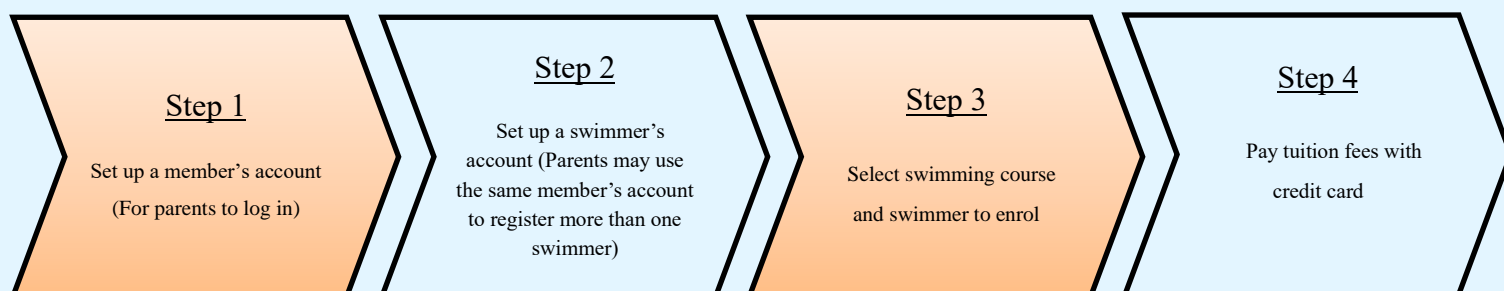 Step 1
Set up a member’s account
(For parents to log in)
Step 2
Set up a swimmer’s
account (Parents may use
the same member’s account
to register more than one
swimmer)
Step 3
Select swimming course
and swimmer to enrol
Step 4
Pay tuition fees with
credit card